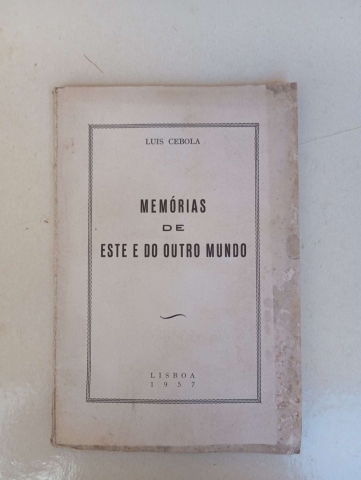 LUIS CEBOLA
MEMÓRIAS
DE
ESTE E DO OUTRO MUNDO
LISBOA
1957